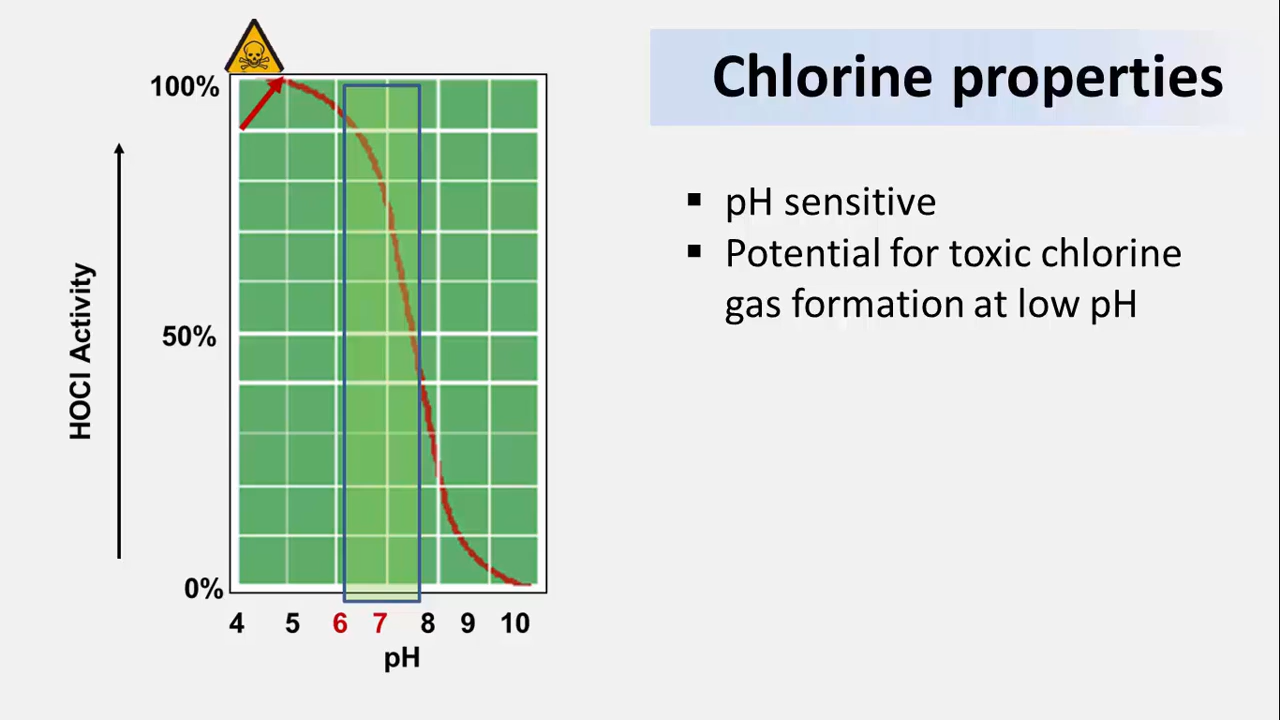 Chlorine properties
▪ pH sensitive
▪ Potential for toxic chlorine
gas formation at low pH
100%
50%
0%
HOCl Activity
4 5 6 7 8 9 10
pH